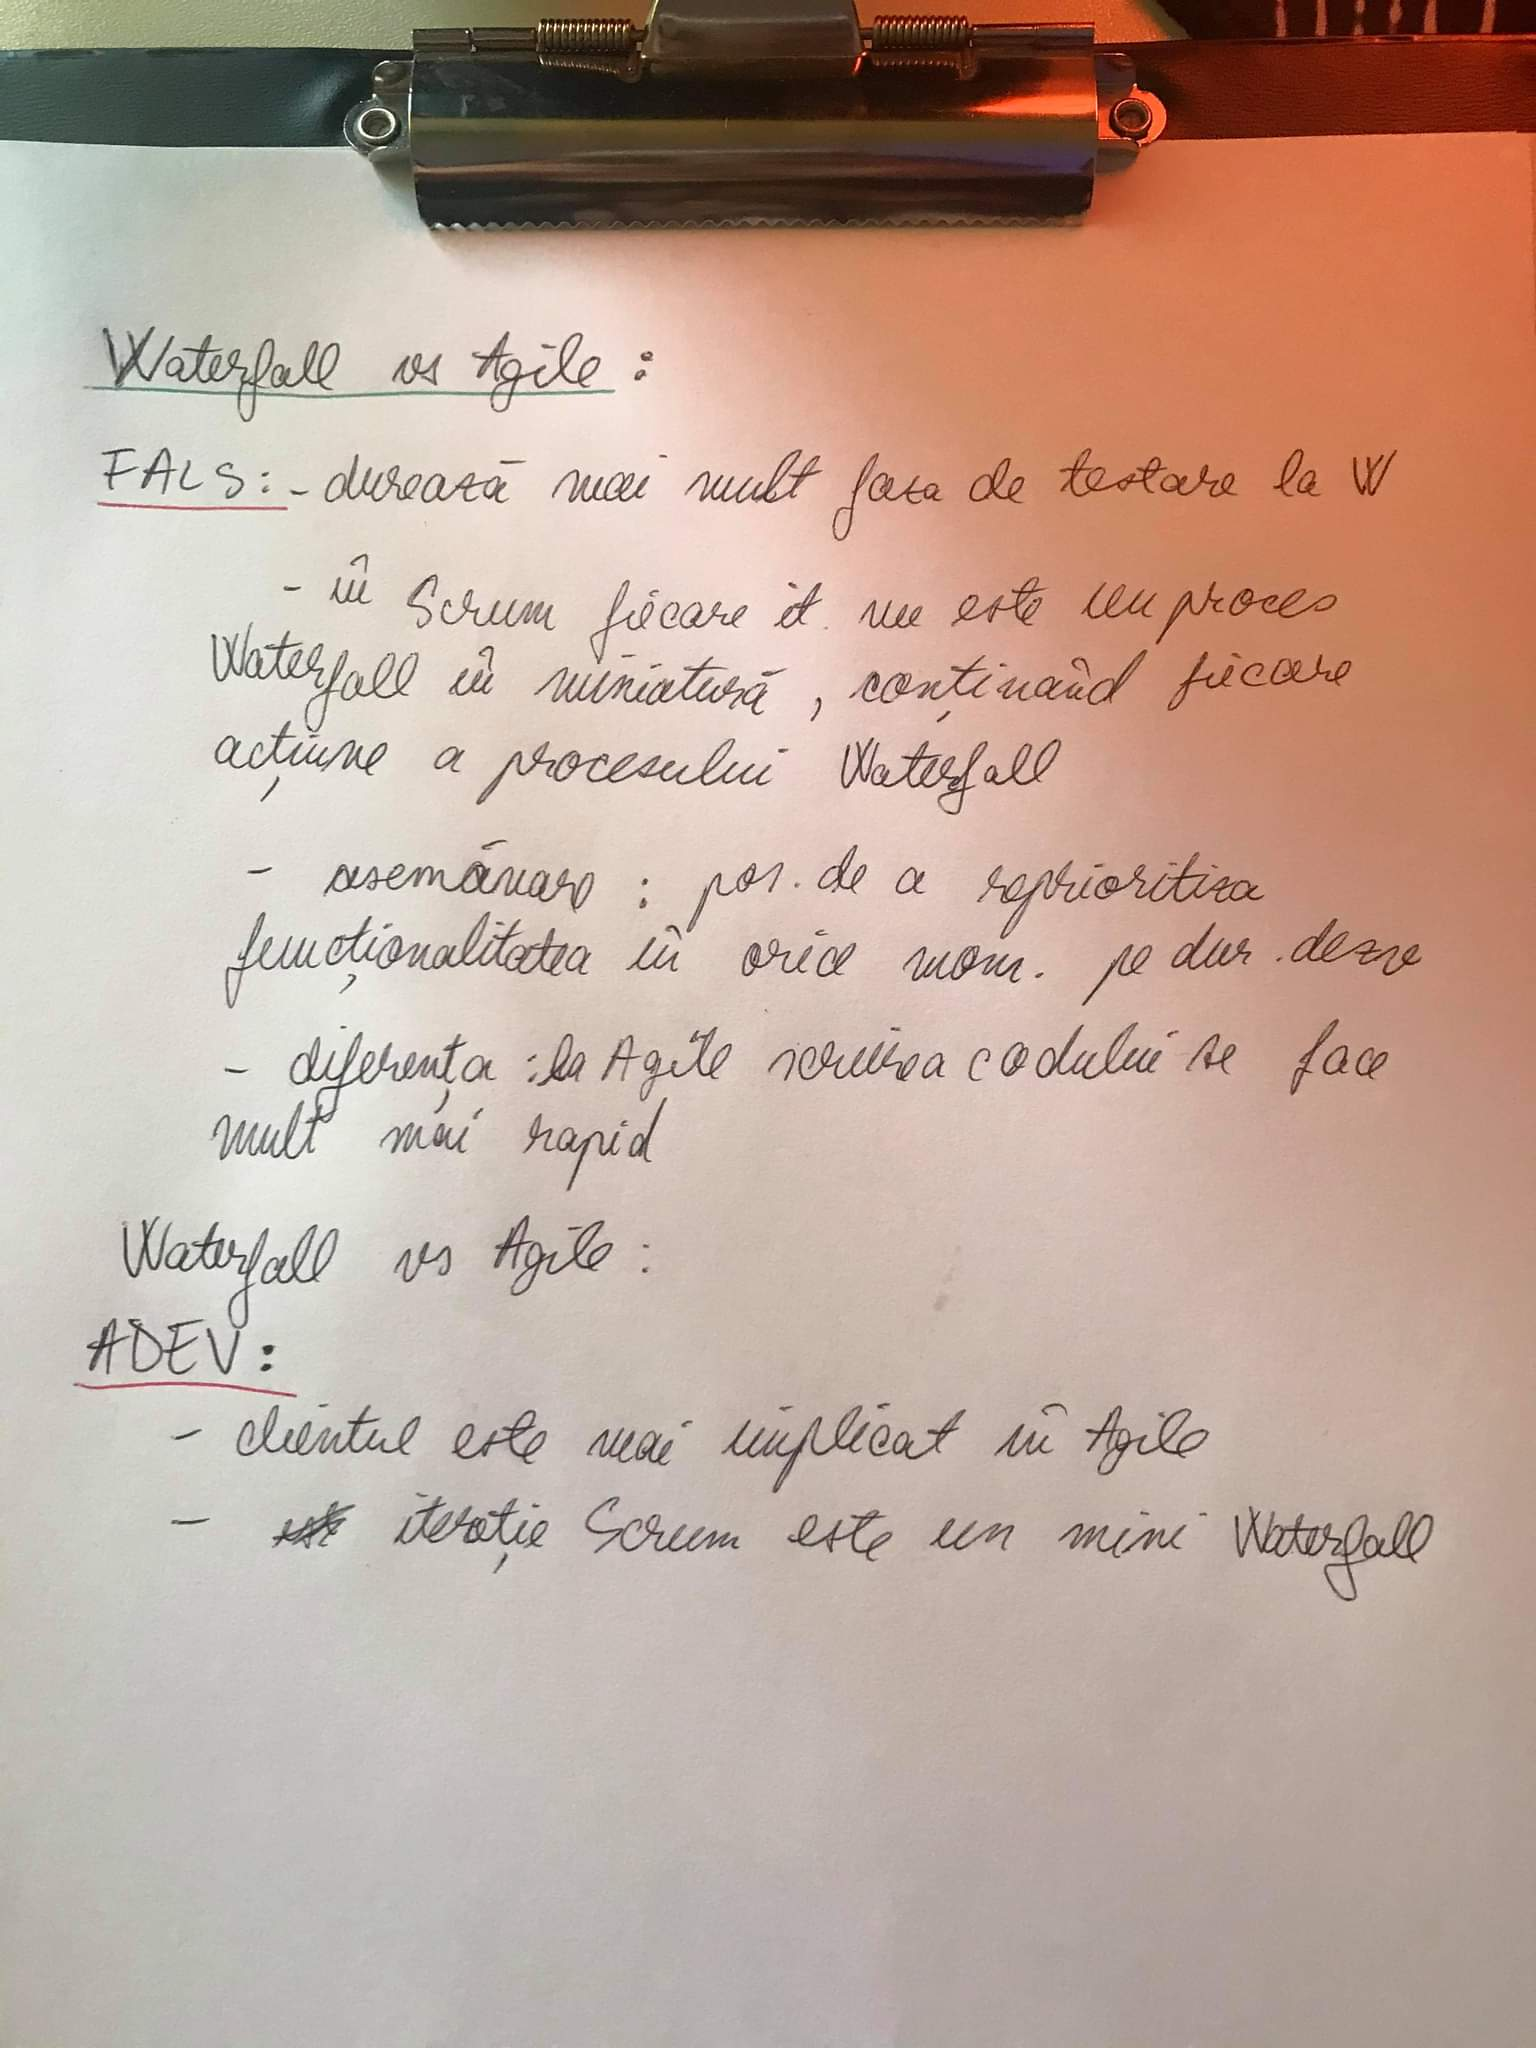 Waterfall vs Agile :
FALS: - durează mai mult faza de testare la W
- în Scrum fiecare it. nu este un proces
Waterfall în miniatură, conținând fiecare
acțiune a procesului Waterfall
- asemănare : pos. de a reprioritiza
funcționalitatea în orice mom. pe dur. dezv
- diferența : la Agile scrierea codului se face
mult mai rapid
Waterfall vs Agile :
ADEV :
- clientul este mai implicat în Agile
- iterație Scrum este un mini Waterfall